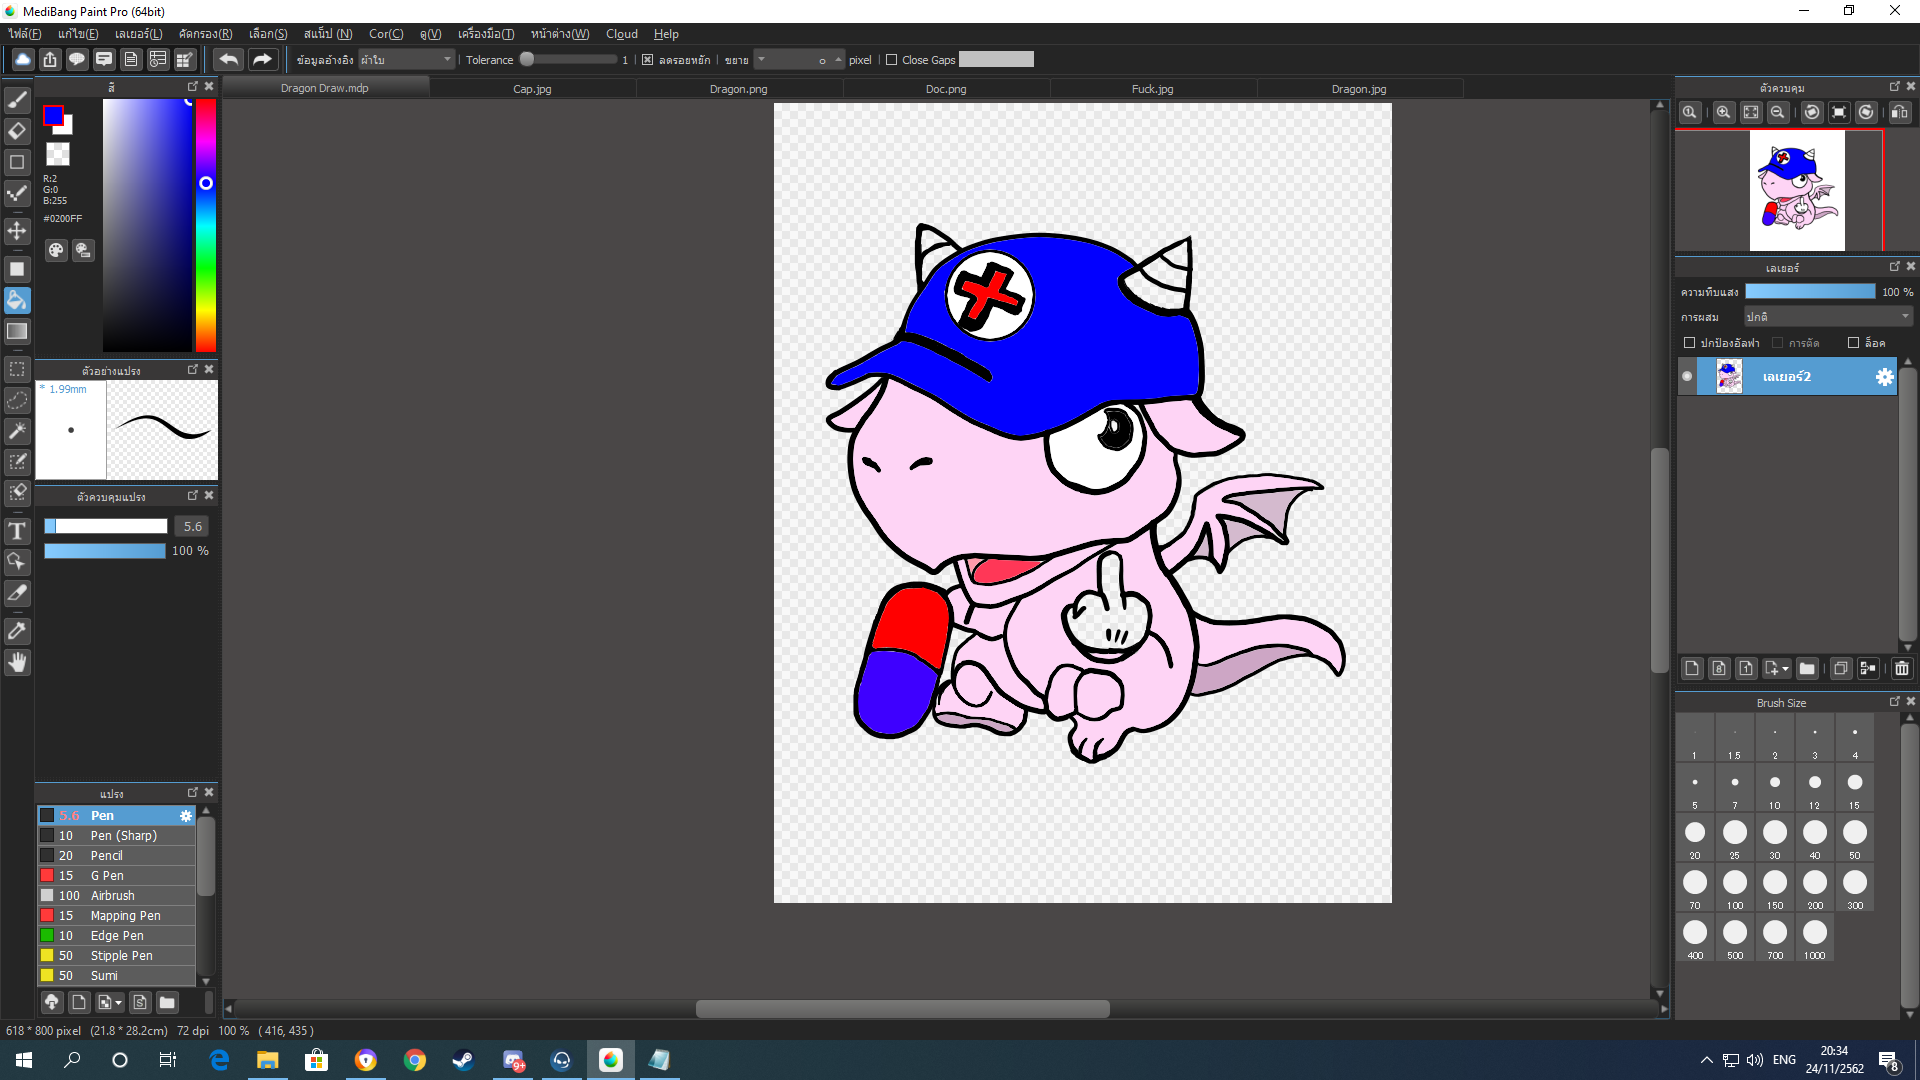 MediBang Paint Pro (64bit)
ไฟล์(F) แก้ไข(E) เลเยอร์(L) คัดกรอง(R) เลือก(S) สแน็ป (N) Cor(C) ดู(V) เครื่องมือ(T) หน้าต่าง(W) Cloud Help
ข้อมูลอ้างอิง ผ้าใบ Tolerance 1 ลดรอยหยัก ขยาย 0 pixel Close Gaps
สี
Dragon Draw.mdp Cap.jpg Dragon.png Doc.png Fuck.jpg Dragon.jpg
ตัวควบคุม
R:2
G:0
B:255
#0200FF
เลเยอร์
ความทึบแสง 100 %
การผสม ปกติ
ปกป้องอัลฟา การตัด ล็อค
เลเยอร์2
ตัวอย่างแปรง
* 1.99mm
ตัวควบคุมแปรง
5.6
100 %
T
Brush Size
1 1.5 2 3 4
5 7 10 12 15
20 25 30 40 50
70 100 150 200 300
400 500 700 1000
แปรง
5.6 Pen
10 Pen (Sharp)
20 Pencil
15 G Pen
100 Airbrush
15 Mapping Pen
10 Edge Pen
50 Stipple Pen
50 Sumi
618 * 800 pixel (21.8 * 28.2cm) 72 dpi 100 % ( 416, 435 )
9+
ENG
20:34
24/11/2562
8